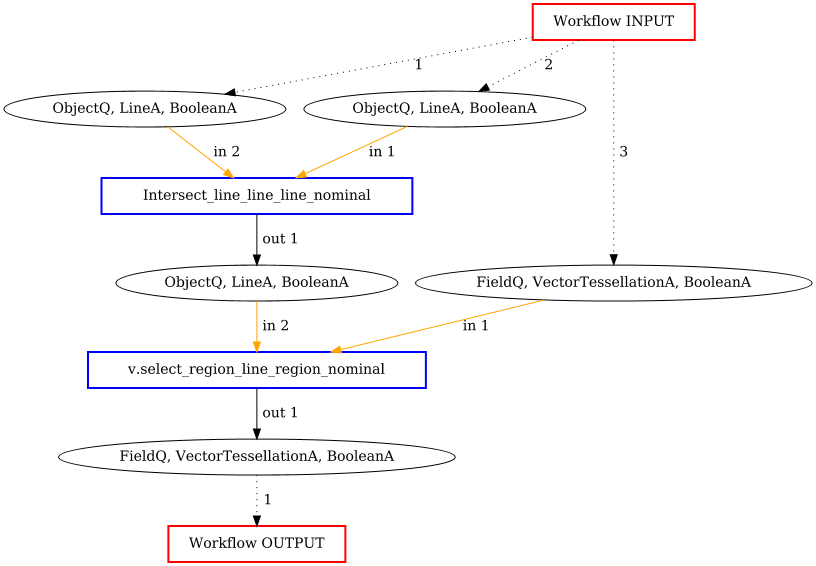 Workflow INPUT
1
2
ObjectQ, LineA, BooleanA
ObjectQ, LineA, BooleanA
in 2
in 1
3
Intersect_line_line_line_nominal
out 1
ObjectQ, LineA, BooleanA
FieldQ, VectorTessellationA, BooleanA
in 2
in 1
v.select_region_line_region_nominal
out 1
FieldQ, VectorTessellationA, BooleanA
1
Workflow OUTPUT